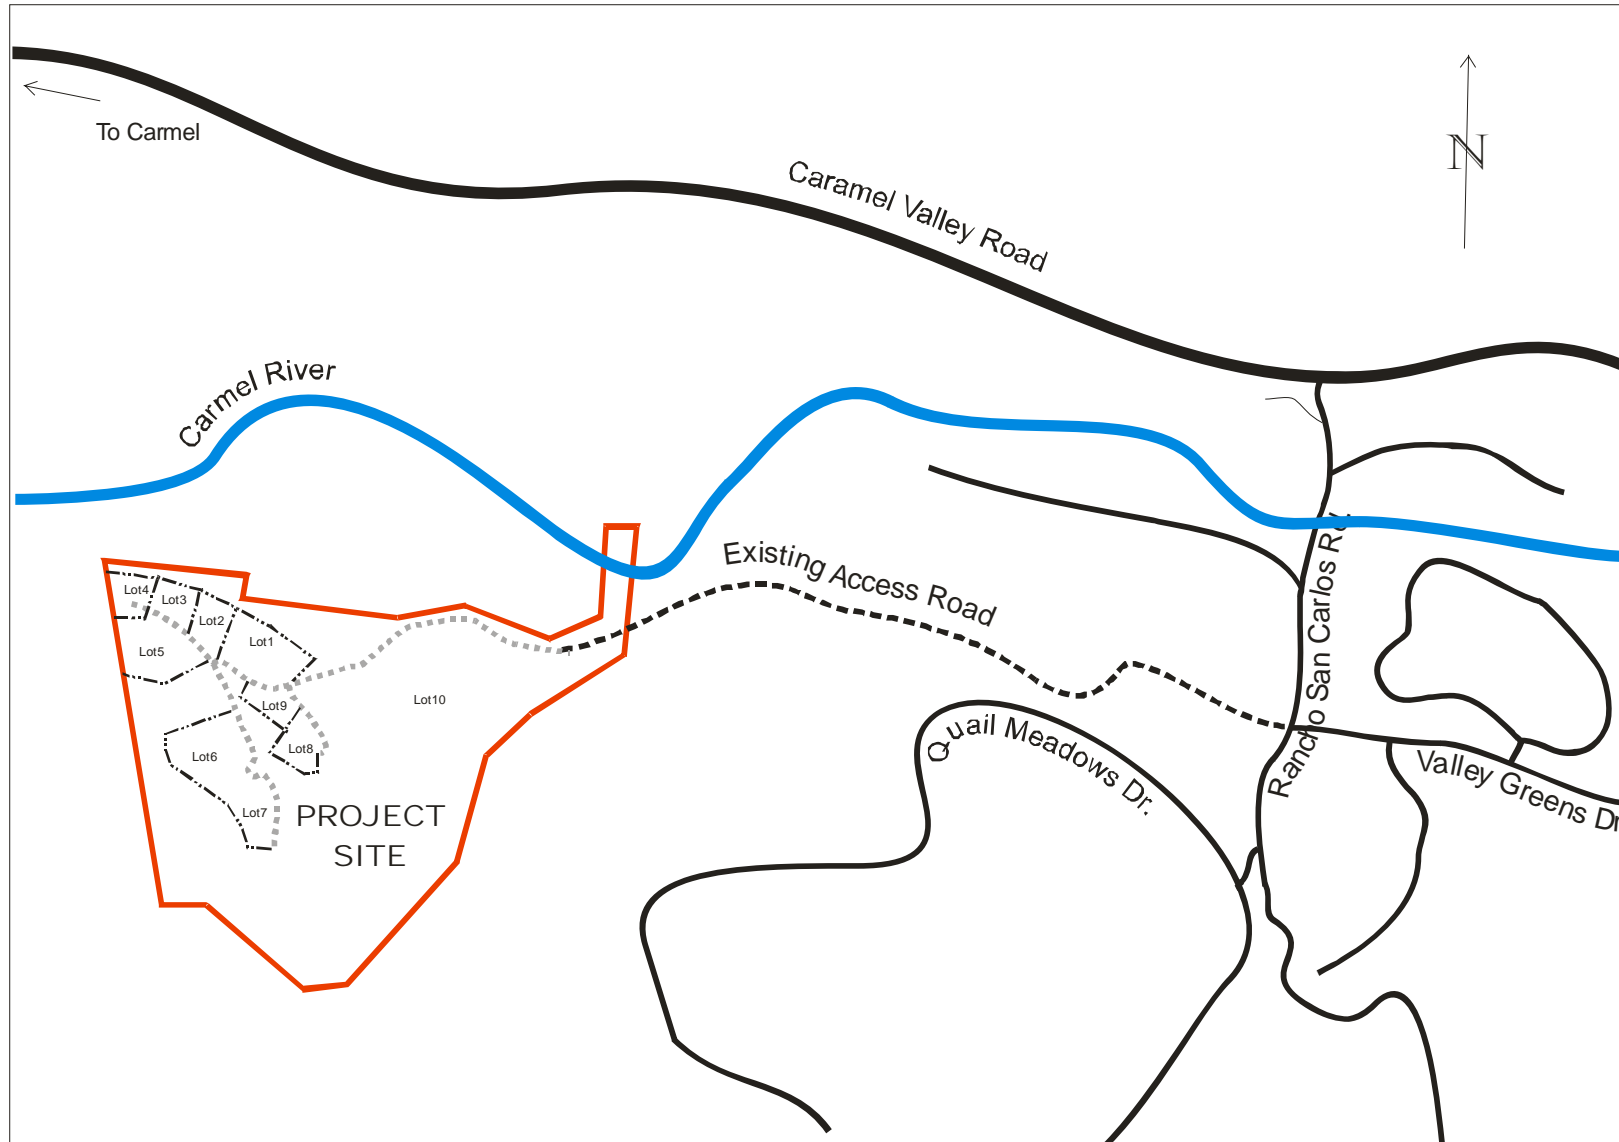 To Carmel
N
Caramel Valley Road
Carmel River
Existing Access Road
Rancho San Carlos Rd.
Lot4
Lot3
Lot2
Lot1
Lot5
Lot10
Lot9
Lot8
Lot6
Lot7
PROJECT
SITE
Quail Meadows Dr.
Valley Greens Dr